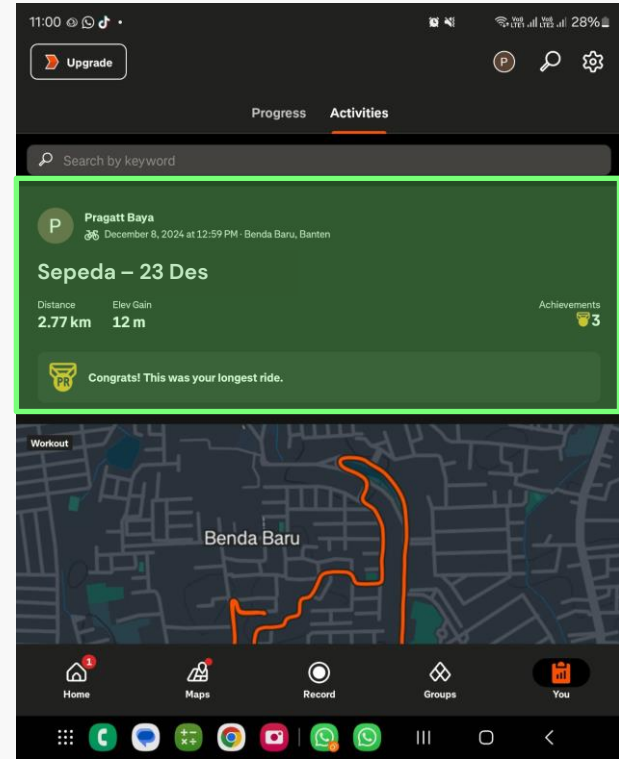 11:00
28%
Upgrade
P
Progress Activities
Search by keyword
P
Pragatt Baya
December 8, 2024 at 12:59 PM · Benda Baru, Banten
Sepeda – 23 Des
Distance Elev Gain Achievements
2.77 km 12 m 3
PR
Congrats! This was your longest ride.
Workout
Benda Baru
1
Home Maps Record Groups You